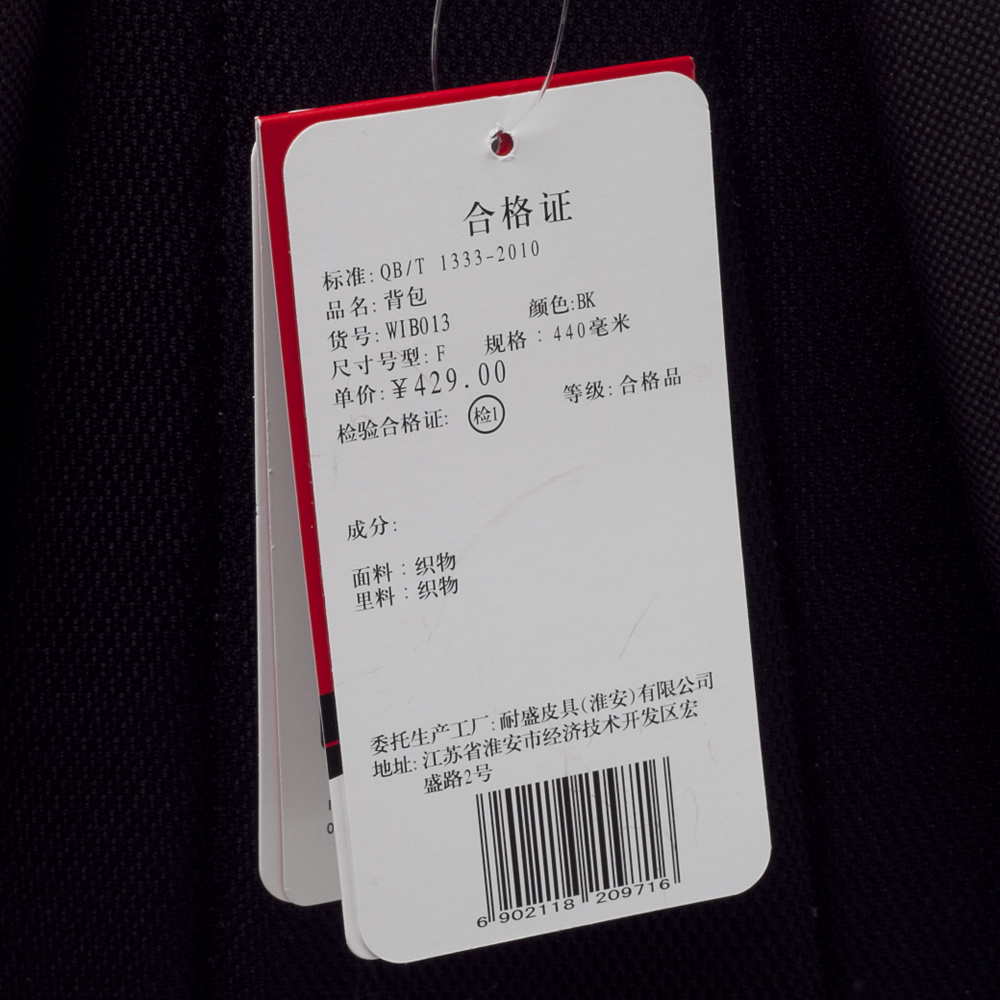 合格证
标准:QB/T 1333-2010
品名:背包
货号:WIB013 颜色:BK
尺寸号型:F 规格:440毫米
单价:¥429.00 等级:合格品
检验合格证: 检1
成分:
面料:织物
里料:织物
委托生产工厂:耐盛皮具(淮安)有限公司
地址:江苏省淮安市经济技术开发区宏
盛路2号
6 902118 209716